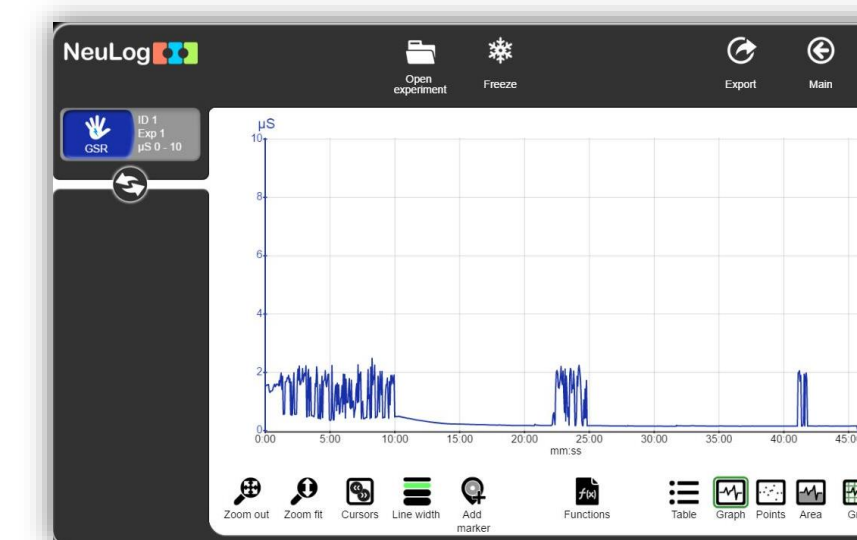 NeuLog
Open
experiment
Freeze
Export
Main
GSR
ID 1
Exp 1
µS 0 - 10
µS
10
8
6
4
2
0
0:00 5:00 10:00 15:00 20:00 25:00 30:00 35:00 40:00 45:00
mm:ss
Zoom out
Zoom fit
Cursors
Line width
Add
marker
f(x)
Functions
Table
Graph
Points
Area